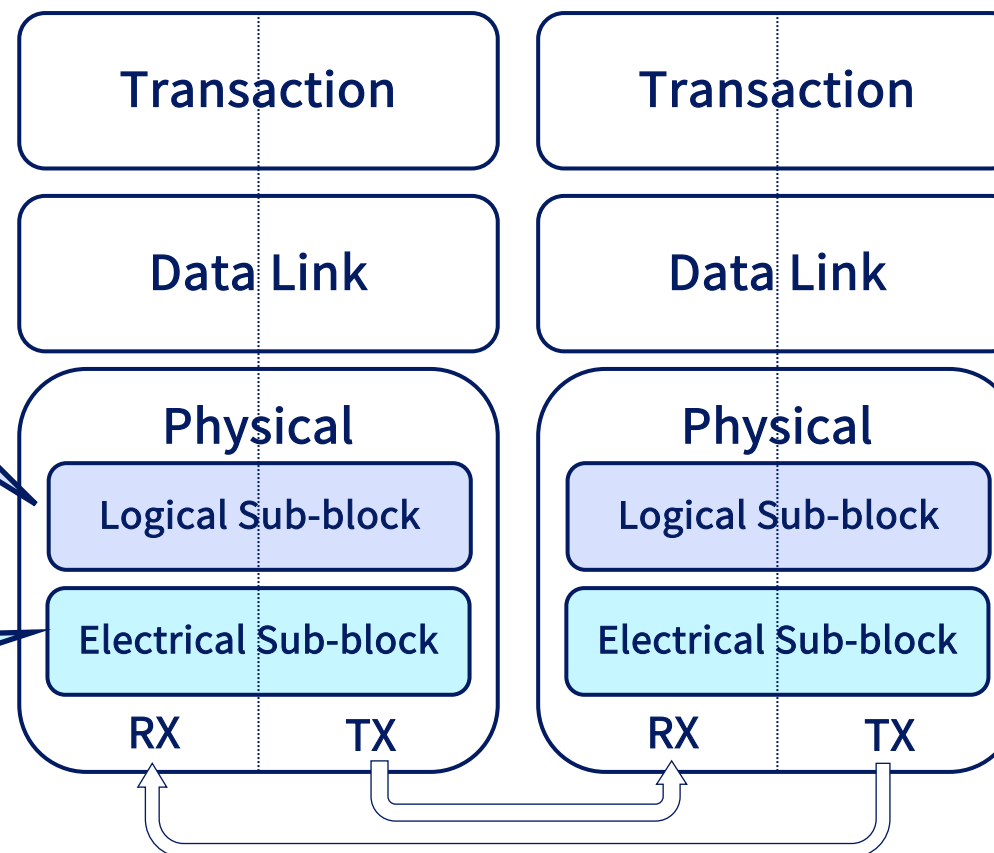 Transaction
Data Link
Physical
Logical Sub-block
Electrical Sub-block
RX TX
Transaction
Data Link
Physical
Logical Sub-block
Electrical Sub-block
RX TX